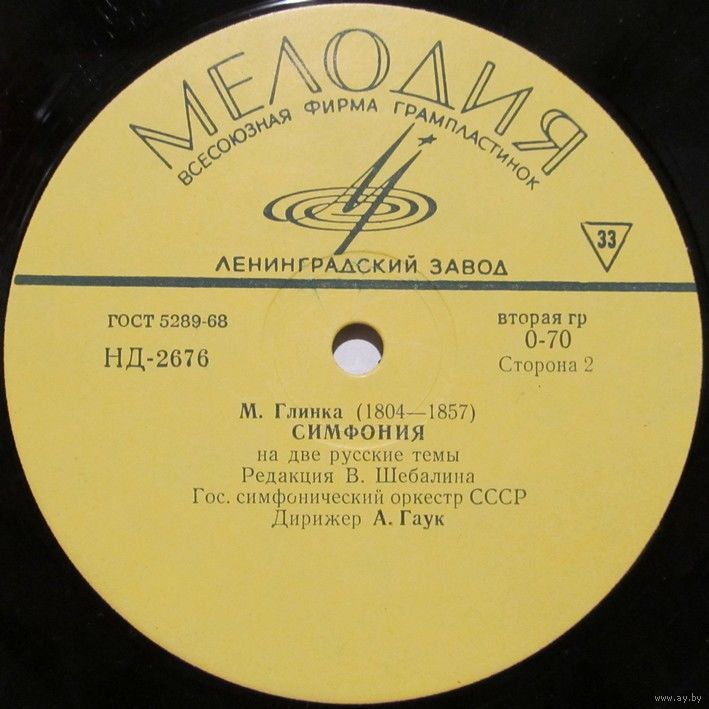 МЕЛОДИЯ
ВСЕСОЮЗНАЯ ФИРМА ГРАМПЛАСТИНОК
ЛЕНИНГРАДСКИЙ ЗАВОД
33
ГОСТ 5289-68
НД-2676
вторая гр
0-70
Сторона 2
М. Глинка (1804—1857)
СИМФОНИЯ
на две русские темы
Редакция В. Шебалина
Гос. симфонический оркестр СССР
Дирижер А. Гаук
www.ay.by